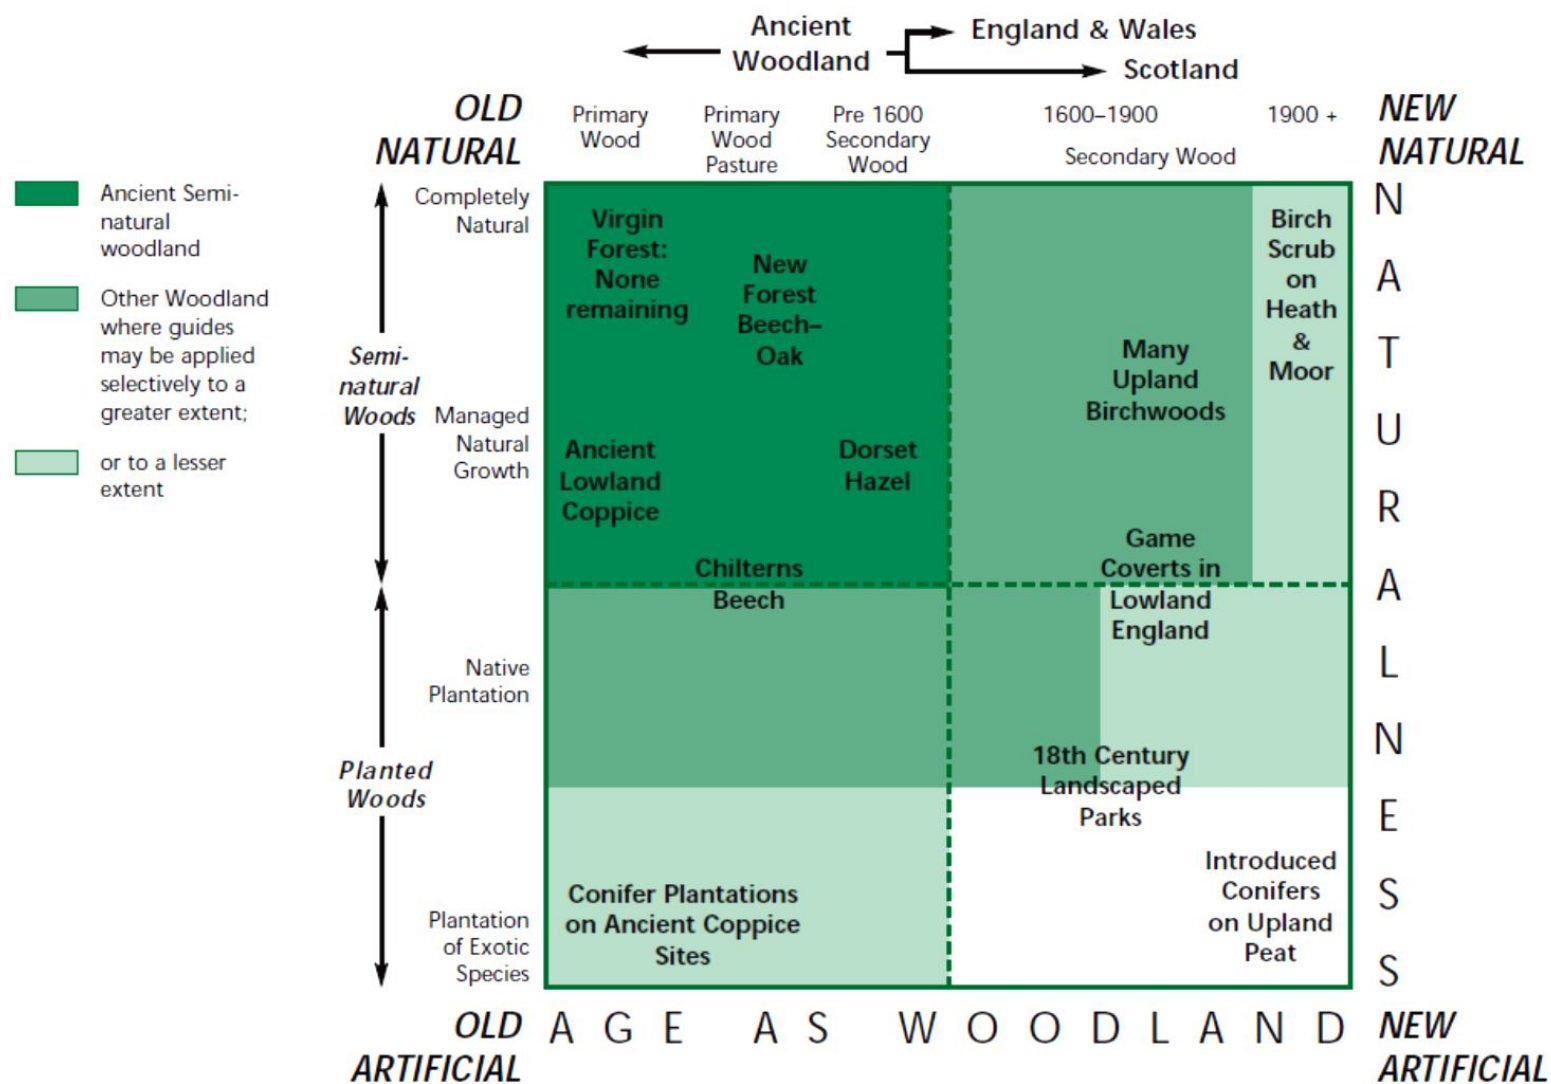 Ancient
Woodland
England & Wales
Scotland
OLD
NATURAL
Primary
Wood
Primary
Wood
Pasture
Pre 1600
Secondary
Wood
1600–1900
1900 +
Secondary Wood
NEW
NATURAL
Ancient Semi-
natural
woodland
Other Woodland
where guides
may be applied
selectively to a
greater extent;
or to a lesser
extent
Semi-
natural
Woods
Planted
Woods
Completely
Natural
Managed
Natural
Growth
Native
Plantation
Plantation
of Exotic
Species
Virgin
Forest:
None
remaining
New
Forest
Beech–
Oak
Many
Upland
Birchwoods
Birch
Scrub
on
Heath
&
Moor
Ancient
Lowland
Coppice
Dorset
Hazel
Chilterns
Beech
Game
Coverts in
Lowland
England
18th Century
Landscaped
Parks
Conifer Plantations
on Ancient Coppice
Sites
Introduced
Conifers
on Upland
Peat
N
A
T
U
R
A
L
N
E
S
S
OLD
ARTIFICIAL
A G E A S W O O D L A N D
NEW
ARTIFICIAL